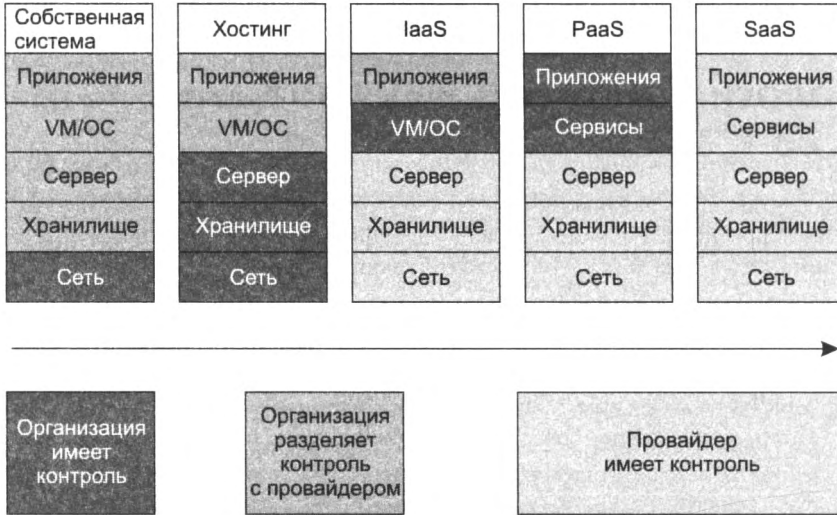 Собственная
система
Хостинг
IaaS
PaaS
SaaS
Приложения
Приложения
Приложения
Приложения
Приложения
VM/ОС
VM/ОС
VM/ОС
Сервисы
Сервисы
Сервер
Сервер
Сервер
Сервер
Сервер
Хранилище
Хранилище
Хранилище
Хранилище
Хранилище
Сеть
Сеть
Сеть
Сеть
Сеть
Организация
имеет
контроль
Организация
разделяет
контроль
с провайдером
Провайдер
имеет контроль